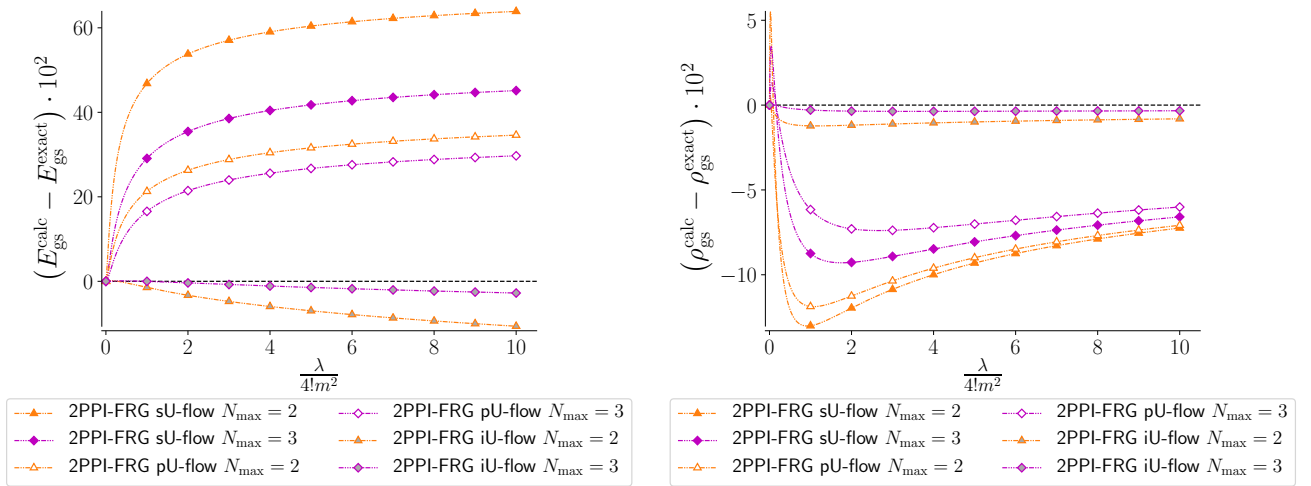 (E_gs^calc − E_gs^exact) · 10^2
60
40
20
0
0 2 4 6 8 10
λ / 4!m^2
2PPI-FRG sU-flow N_max = 2
2PPI-FRG sU-flow N_max = 3
2PPI-FRG pU-flow N_max = 2
2PPI-FRG pU-flow N_max = 3
2PPI-FRG iU-flow N_max = 2
2PPI-FRG iU-flow N_max = 3
(ρ_gs^calc − ρ_gs^exact) · 10^2
5
0
−5
−10
0 2 4 6 8 10
λ / 4!m^2
2PPI-FRG sU-flow N_max = 2
2PPI-FRG sU-flow N_max = 3
2PPI-FRG pU-flow N_max = 2
2PPI-FRG pU-flow N_max = 3
2PPI-FRG iU-flow N_max = 2
2PPI-FRG iU-flow N_max = 3